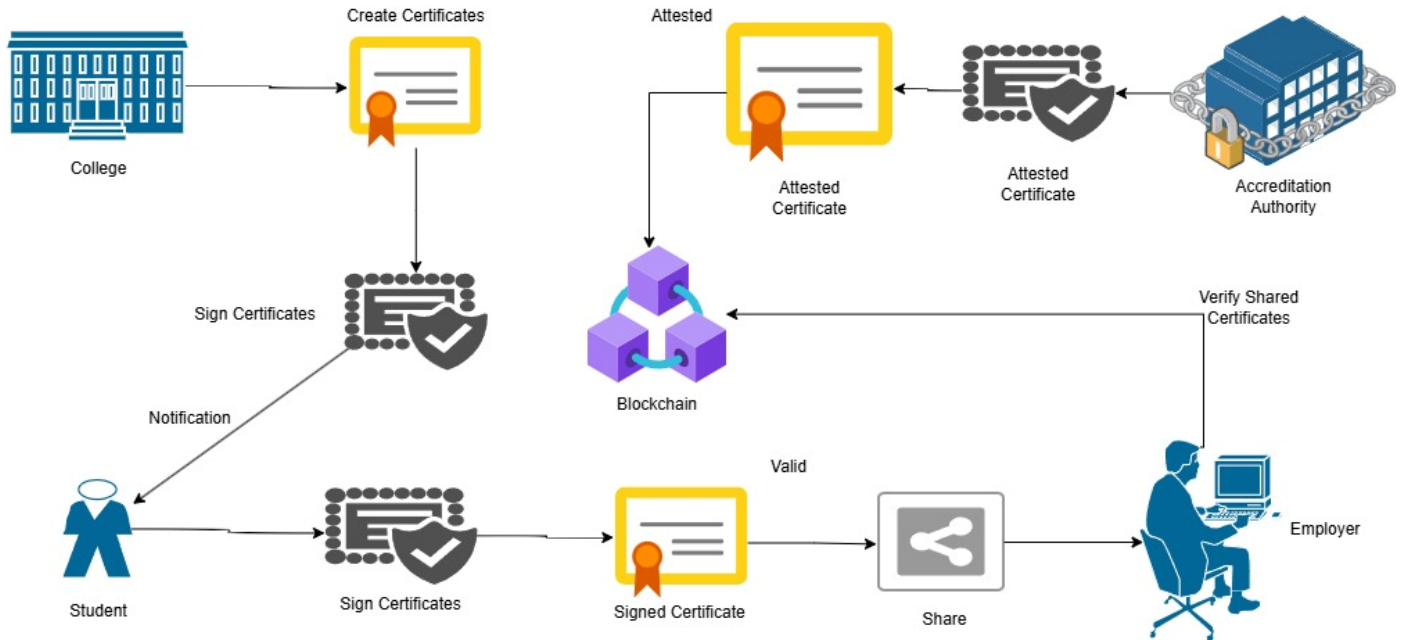 Create Certificates
Attested
College
Attested
Certificate
Attested
Certificate
Accreditation
Authority
Sign Certificates
Verify Shared
Certificates
Blockchain
Notification
Valid
Employer
Student
Sign Certificates
Signed Certificate
Share